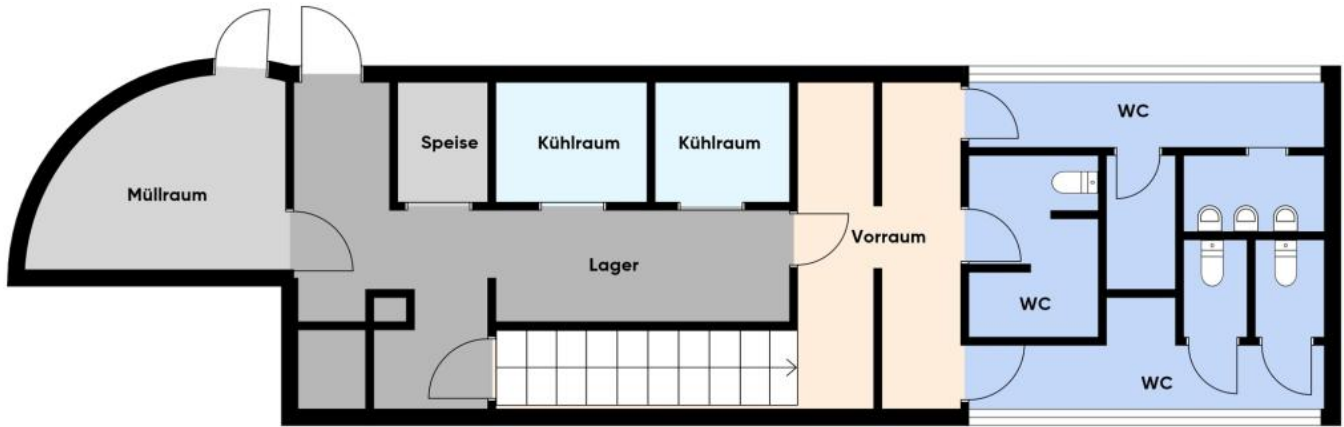 WC
Speise
Kühlraum
Kühlraum
Müllraum
Vorraum
Lager
WC
WC